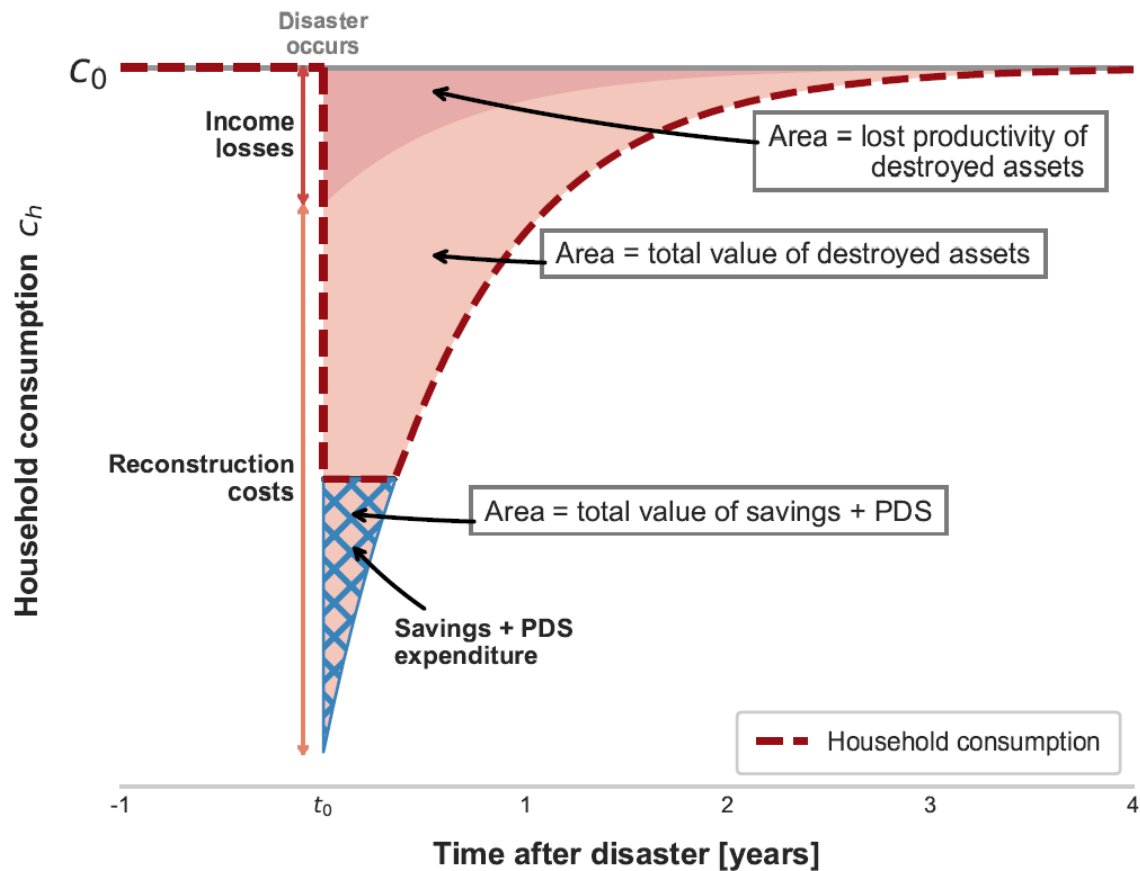 Disaster
occurs
C₀
Income
losses
Area = lost productivity of
destroyed assets
Area = total value of destroyed assets
Household consumption cₕ
Reconstruction
costs
Area = total value of savings + PDS
Savings + PDS
expenditure
Household consumption
-1 t₀ 1 2 3 4
Time after disaster [years]